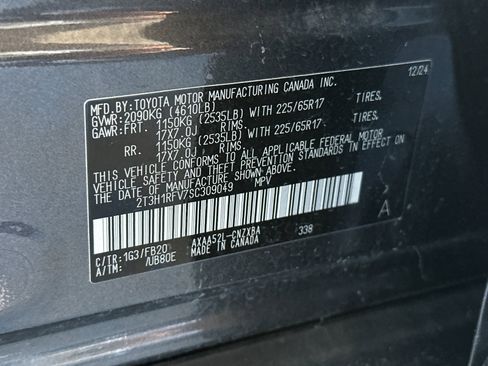 MFD.BY: TOYOTA MOTOR MANUFACTURING CANADA INC. 12/24
GVWR: 2090KG (4610LB)
GAWR: FRT. 1150KG (2535LB) WITH 225/65R17 TIRES.
17X7.0J RIMS.
RR. 1150KG (2535LB) WITH 225/65R17 TIRES.
17X7.0J RIMS.
THIS VEHICLE CONFORMS TO ALL APPLICABLE FEDERAL MOTOR
VEHICLE SAFETY AND THEFT PREVENTION STANDARDS IN EFFECT ON
THE DATE OF MANUFACTURE SHOWN ABOVE.
2T3H1RFV7SC309049 MPV
A
C/TR: 1G3/FB20 AXAA52L-CNZXBA 338
A/TM: /UB80E MADE IN CANADA